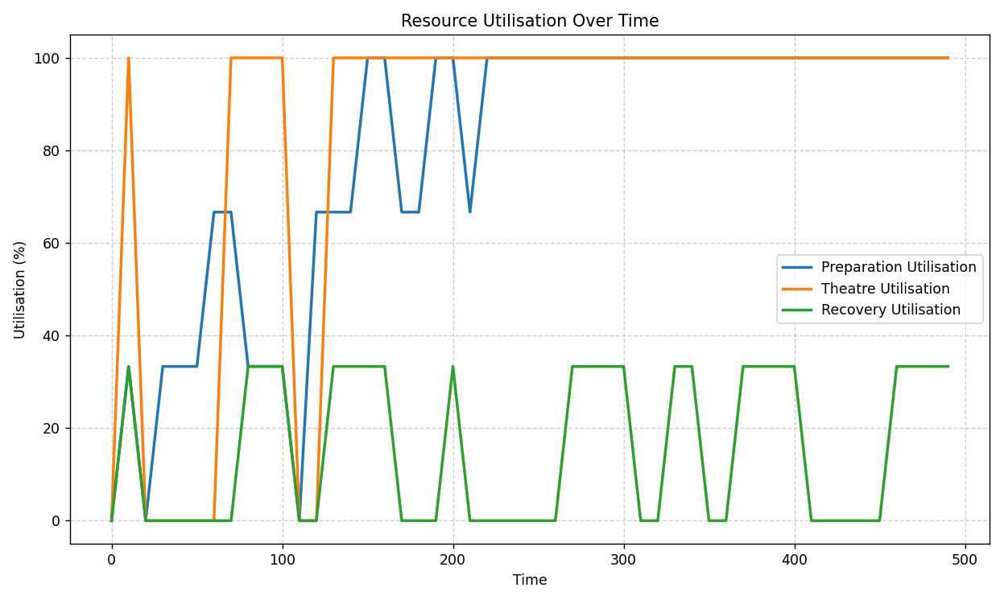 Resource Utilisation Over Time
Utilisation (%)
100
80
60
40
20
0
Preparation Utilisation
Theatre Utilisation
Recovery Utilisation
0 100 200 300 400 500
Time